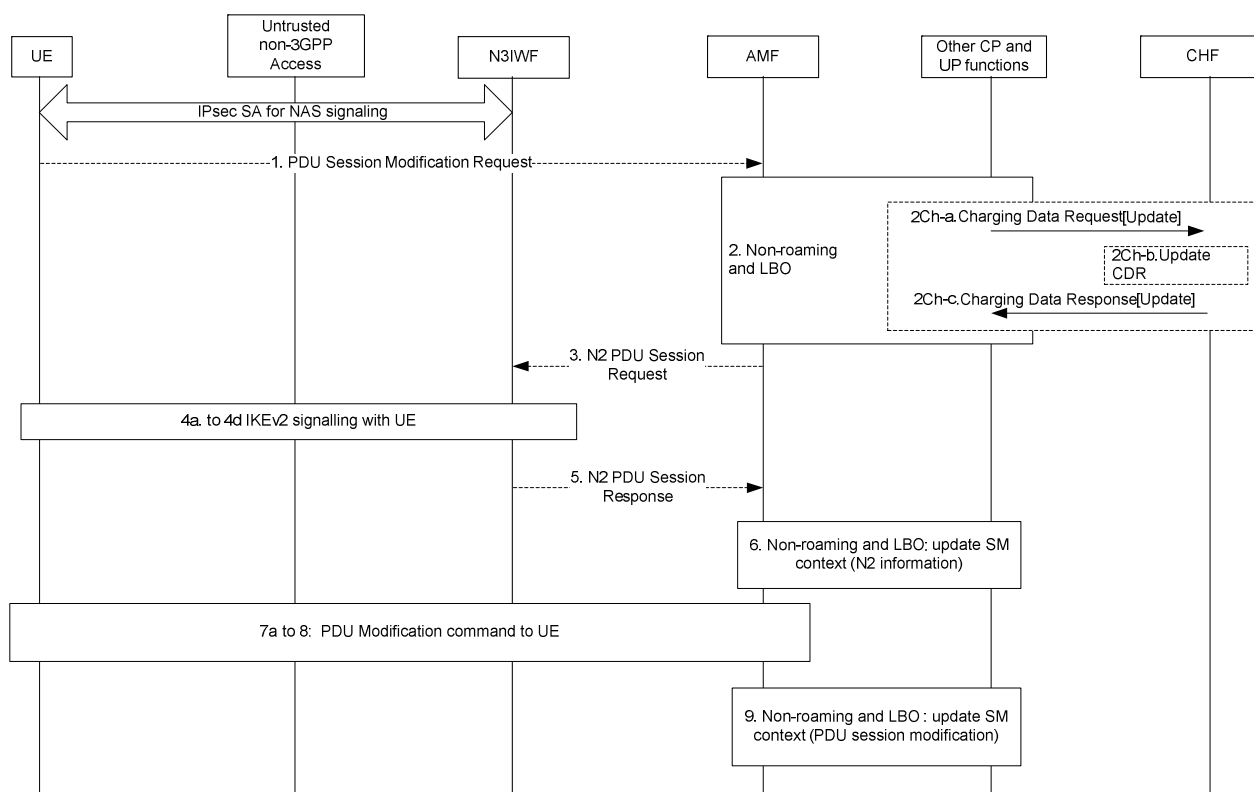 UE
Untrusted
non-3GPP
Access
N3IWF
AMF
Other CP and
UP functions
CHF
IPsec SA for NAS signaling
1. PDU Session Modification Request
2Ch-a.Charging Data Request[Update]
2. Non-roaming
and LBO
2Ch-b.Update
CDR
2Ch-c.Charging Data Response[Update]
3. N2 PDU Session
Request
4a. to 4d IKEv2 signalling with UE
5. N2 PDU Session
Response
6. Non-roaming and LBO: update SM
context (N2 information)
7a to 8: PDU Modification command to UE
9. Non-roaming and LBO : update SM
context (PDU session modification)